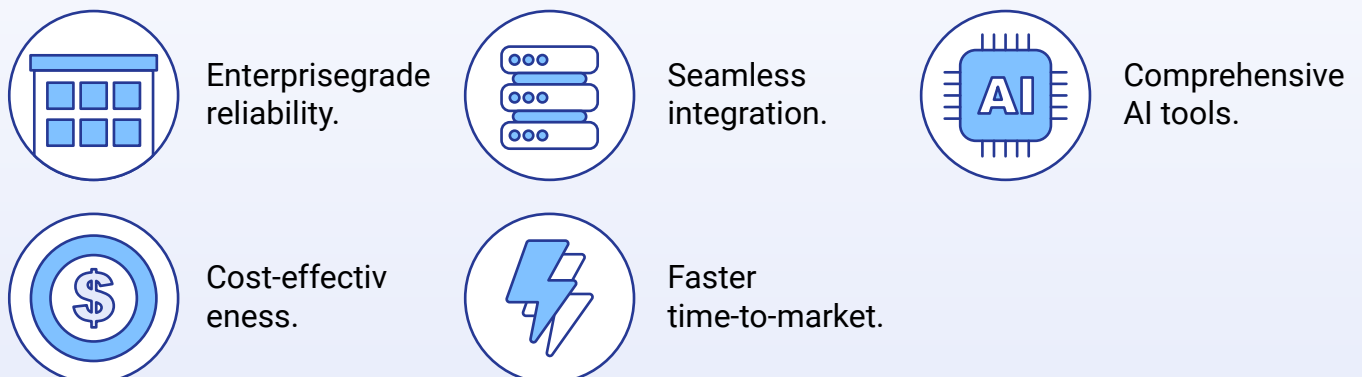 Enterprisegrade
reliability.
Seamless
integration.
AI
Comprehensive
AI tools.
$
Cost-effectiv
eness.
Faster
time-to-market.